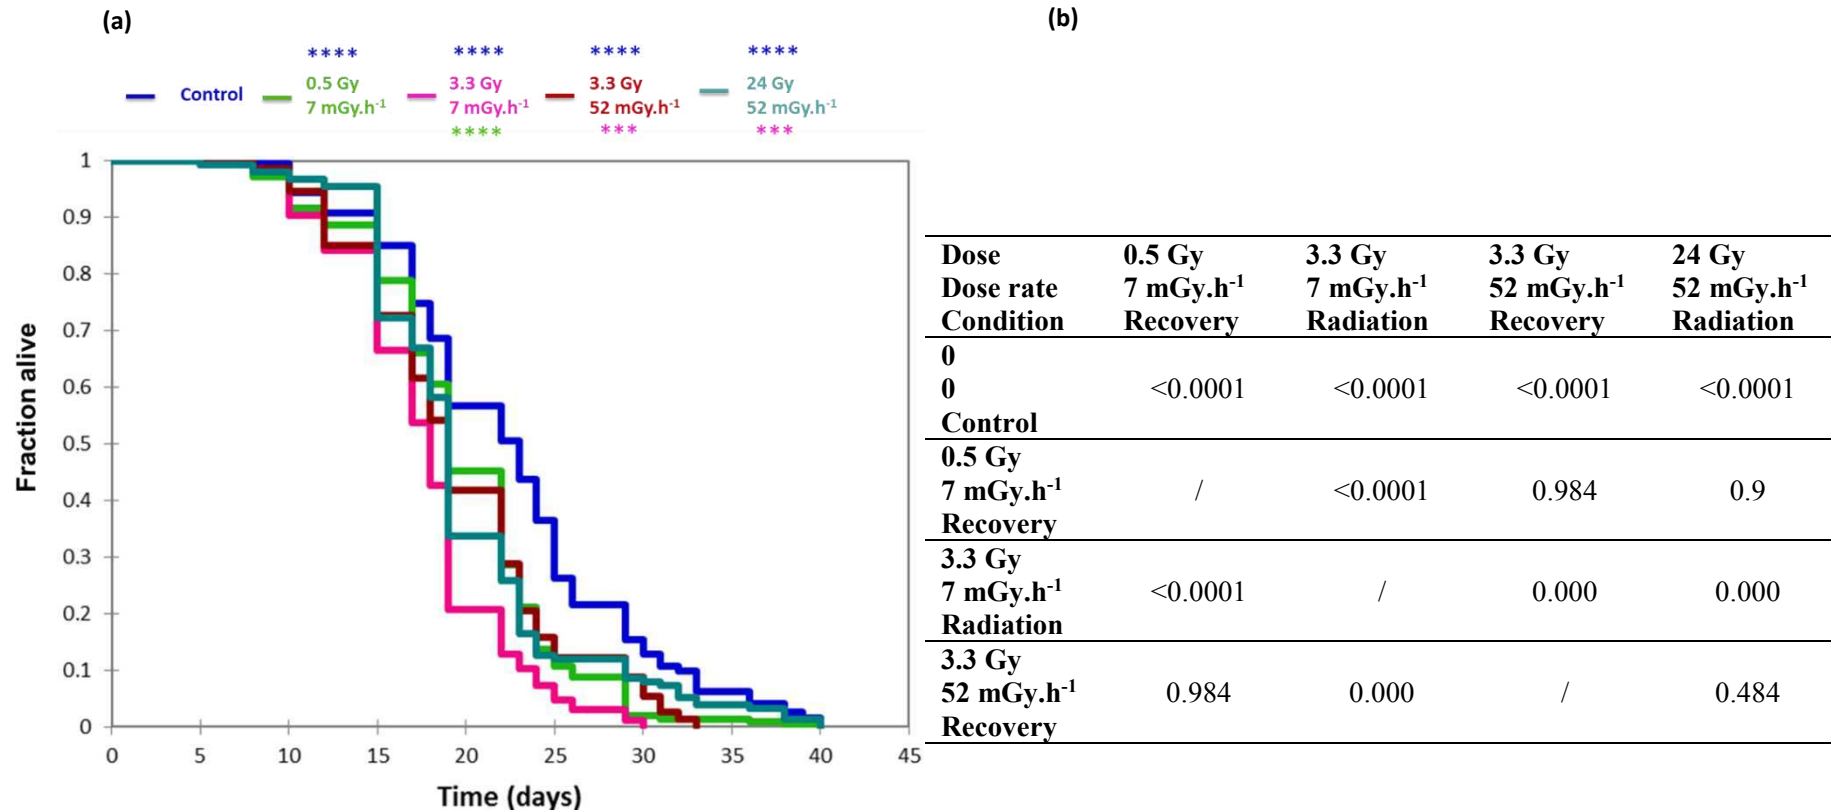 (a)
(b)
**** **** **** ****
Control 0.5 Gy 3.3 Gy 3.3 Gy 24 Gy
7 mGy.h-1 7 mGy.h-1 52 mGy.h-1 52 mGy.h-1
**** *** ***
1
0.9
0.8
0.7
0.6
0.5
0.4
0.3
0.2
0.1
0
Fraction alive
0 5 10 15 20 25 30 35 40 45
Time (days)
Dose 0.5 Gy 3.3 Gy 3.3 Gy 24 Gy
Dose rate 7 mGy.h-1 7 mGy.h-1 52 mGy.h-1 52 mGy.h-1
Condition Recovery Radiation Recovery Radiation
0
0 <0.0001 <0.0001 <0.0001 <0.0001
Control
0.5 Gy
7 mGy.h-1 / <0.0001 0.984 0.9
Recovery
3.3 Gy
7 mGy.h-1 <0.0001 / 0.000 0.000
Radiation
3.3 Gy
52 mGy.h-1 0.984 0.000 / 0.484
Recovery